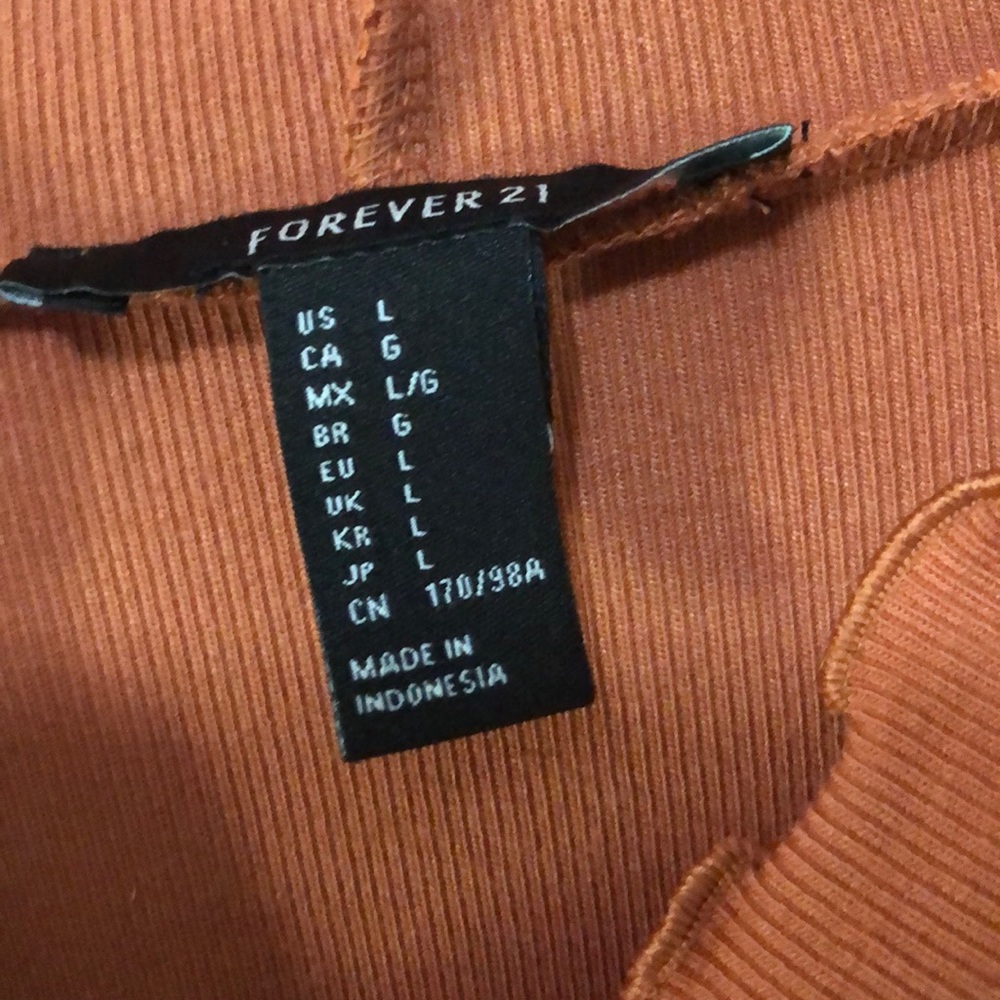 FOREVER 21
US L
CA G
MX L/G
BR G
EU L
UK L
KR L
JP L
CN 170/98A
MADE IN
INDONESIA